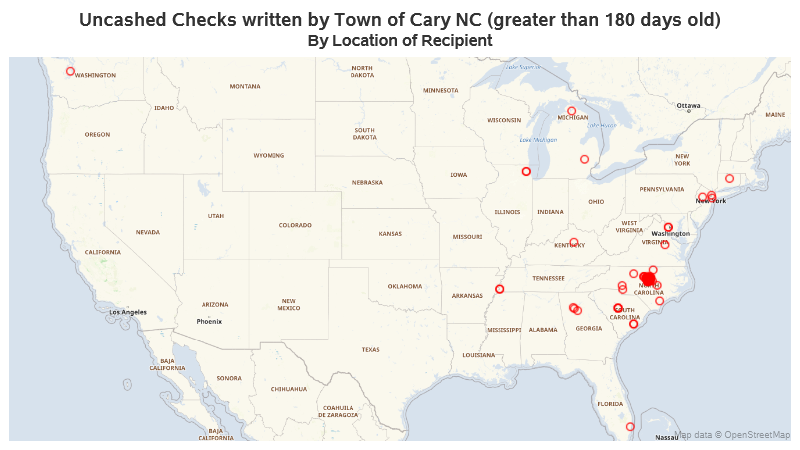 Uncashed Checks written by Town of Cary NC (greater than 180 days old)
By Location of Recipient
Lake Superior
WASHINGTON
NORTH
DAKOTA
MONTANA
MINNESOTA
Ottawa
MAINE
WISCONSIN
MICHIGAN
Lake Huron
IDAHO
OREGON
SOUTH
DAKOTA
Lake Michigan
WYOMING
NEW
YORK
IOWA
NEBRASKA
PENNSYLVANIA
New York
OHIO
ILLINOIS
INDIANA
UTAH
NEVADA
COLORADO
WEST
VIRGINIA
Washington
KANSAS
MISSOURI
KENTUCKY
VIRGINIA
CALIFORNIA
TENNESSEE
OKLAHOMA
NORTH
CAROLINA
ARKANSAS
ARIZONA
NEW
MEXICO
Los Angeles
Phoenix
SOUTH
CAROLINA
MISSISSIPPI
ALABAMA
GEORGIA
TEXAS
LOUISIANA
BAJA
CALIFORNIA
SONORA
CHIHUAHUA
COAHUILA
DE ZARAGOZA
FLORIDA
BAJA
CALIFORNIA
Nassau
Map data © OpenStreetMap